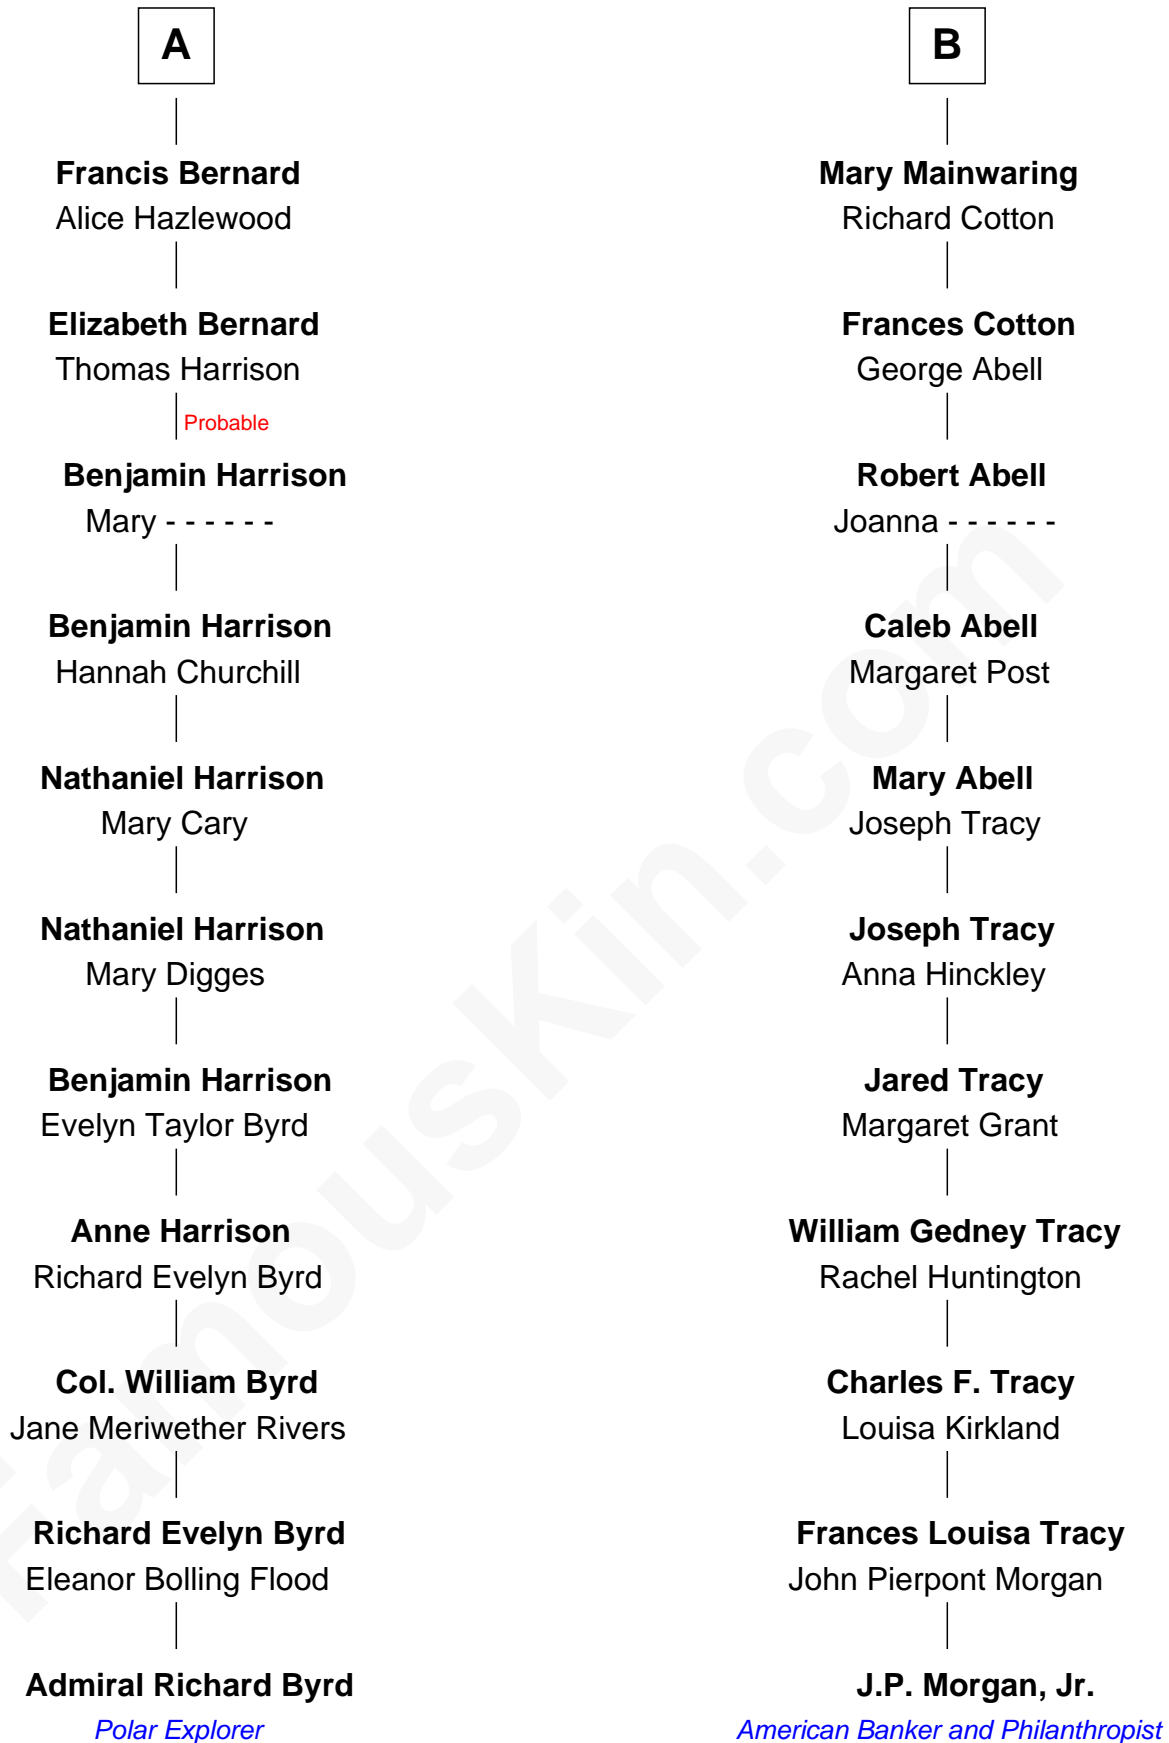 A
Francis Bernard
Alice Hazlewood
Elizabeth Bernard
Thomas Harrison
Probable
Benjamin Harrison
Mary - - - - - -
Benjamin Harrison
Hannah Churchill
Nathaniel Harrison
Mary Cary
Nathaniel Harrison
Mary Digges
Benjamin Harrison
Evelyn Taylor Byrd
Anne Harrison
Richard Evelyn Byrd
Col. William Byrd
Jane Meriwether Rivers
Richard Evelyn Byrd
Eleanor Bolling Flood
Admiral Richard Byrd
Polar Explorer
B
Mary Mainwaring
Richard Cotton
Frances Cotton
George Abell
Robert Abell
Joanna - - - - - -
Caleb Abell
Margaret Post
Mary Abell
Joseph Tracy
Joseph Tracy
Anna Hinckley
Jared Tracy
Margaret Grant
William Gedney Tracy
Rachel Huntington
Charles F. Tracy
Louisa Kirkland
Frances Louisa Tracy
John Pierpont Morgan
J.P. Morgan, Jr.
American Banker and Philanthropist
FamousKin.com